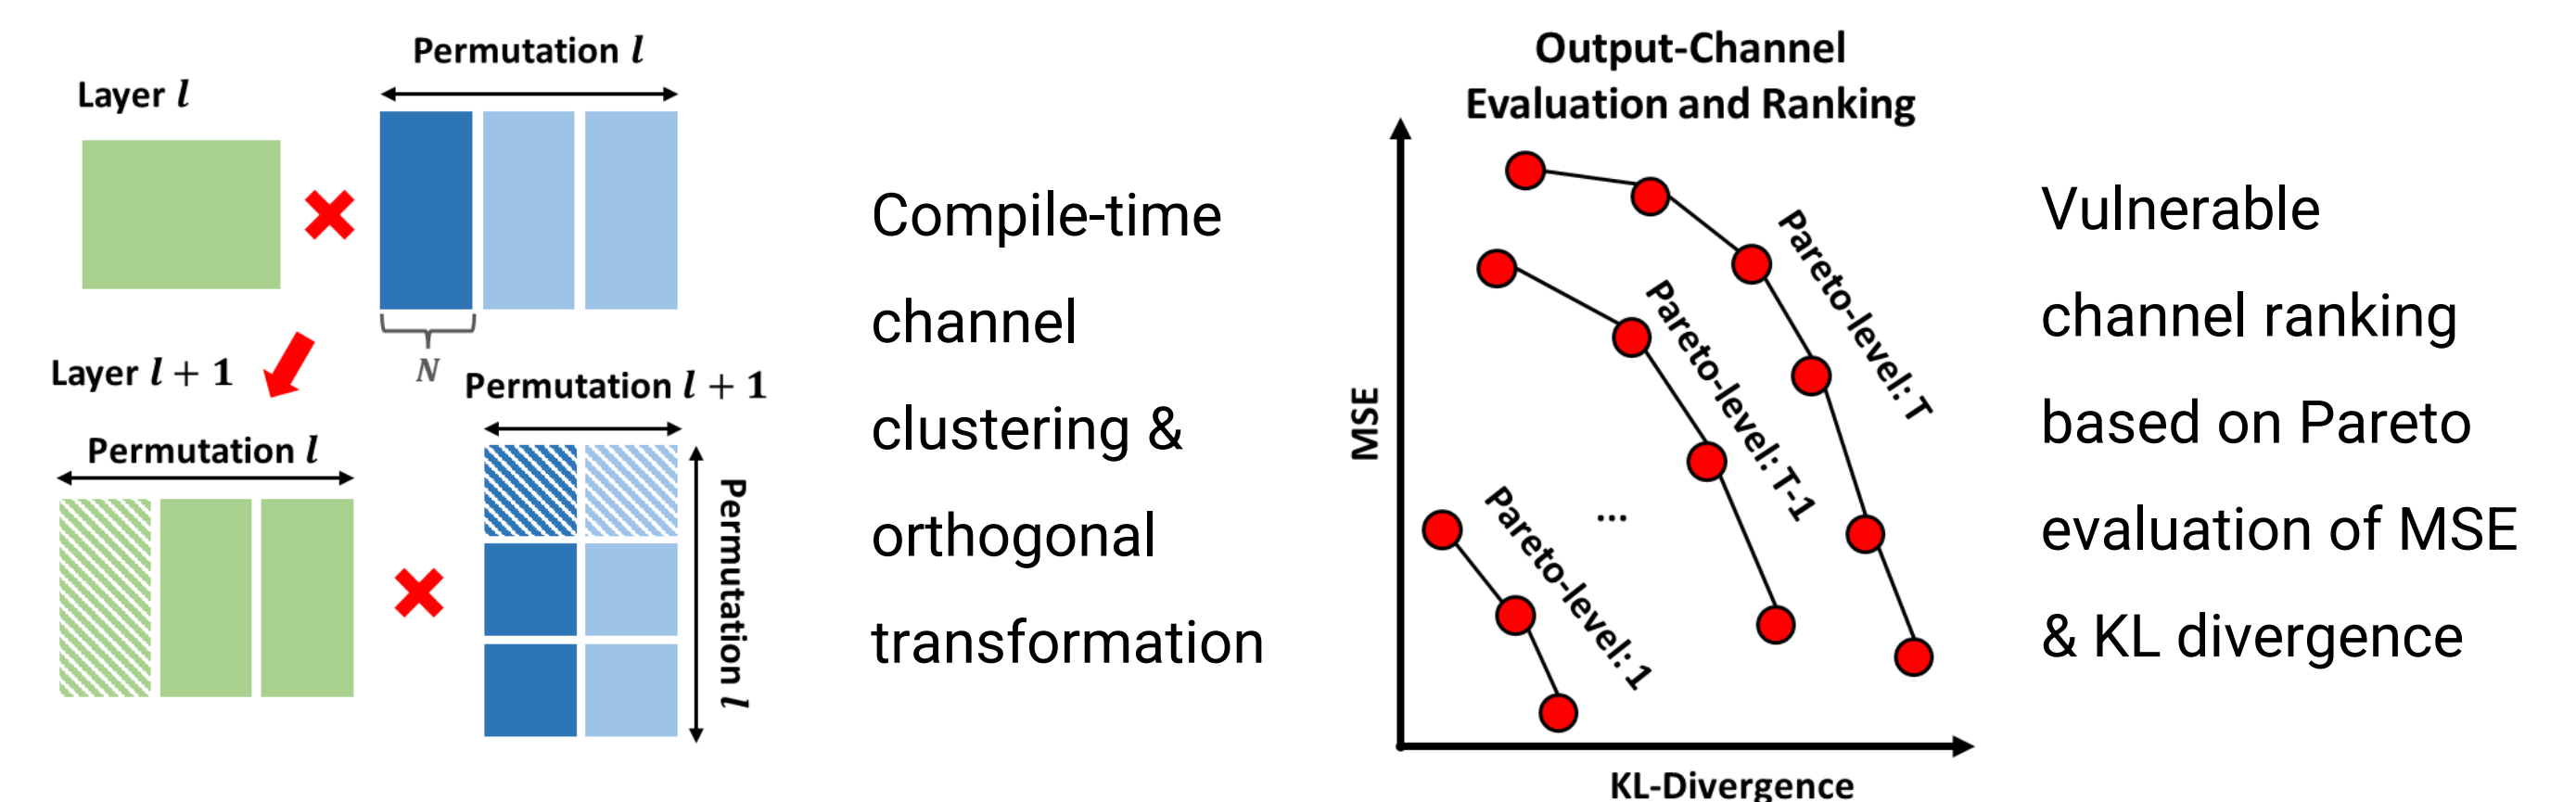 Permutation l
Layer l
N
Layer l + 1
Permutation l + 1
Permutation l
Permutation l
Compile-time
channel
clustering &
orthogonal
transformation
Output-Channel
Evaluation and Ranking
MSE
Pareto-level: T
Pareto-level: T-1
...
Pareto-level: 1
KL-Divergence
Vulnerable
channel ranking
based on Pareto
evaluation of MSE
& KL divergence